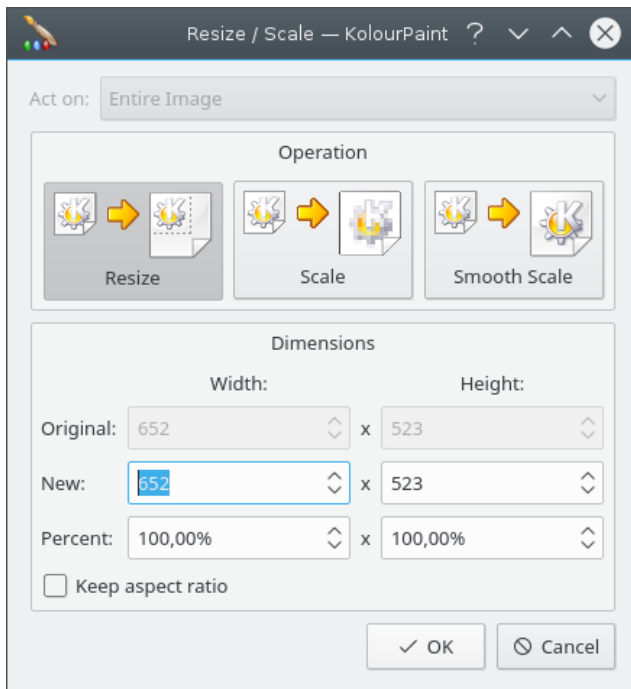 Resize / Scale — KolourPaint ?
Act on: Entire Image
Operation
Resize Scale Smooth Scale
Dimensions
Width: Height:
Original: 652 x 523
New: 652 x 523
Percent: 100,00% x 100,00%
Keep aspect ratio
OK Cancel